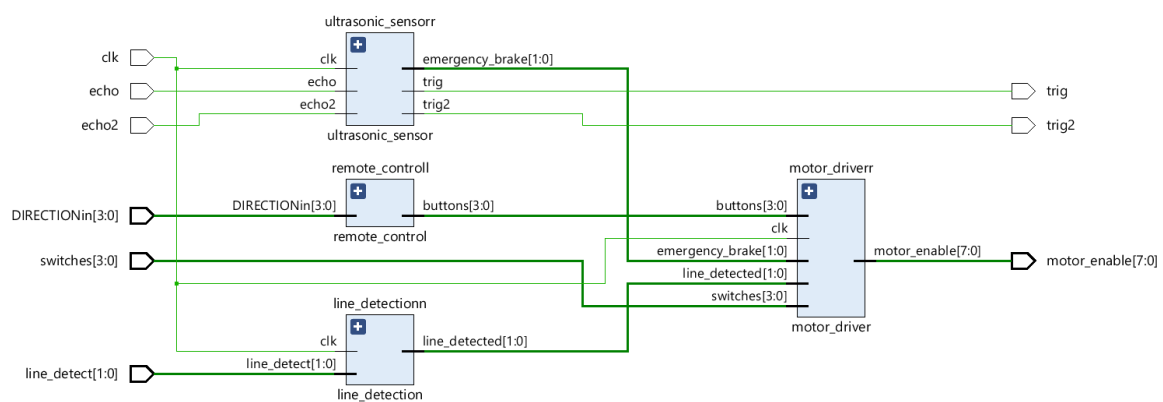 ultrasonic_sensorr
clk
clk
emergency_brake[1:0]
echo
echo
trig
trig
echo2
echo2
trig2
trig2
ultrasonic_sensor
remote_controll
motor_driverr
DIRECTIONin[3:0]
DIRECTIONin[3:0]
buttons[3:0]
buttons[3:0]
remote_control
clk
switches[3:0]
emergency_brake[1:0]
motor_enable[7:0]
motor_enable[7:0]
line_detected[1:0]
switches[3:0]
line_detectionn
motor_driver
clk
line_detected[1:0]
line_detect[1:0]
line_detect[1:0]
line_detection